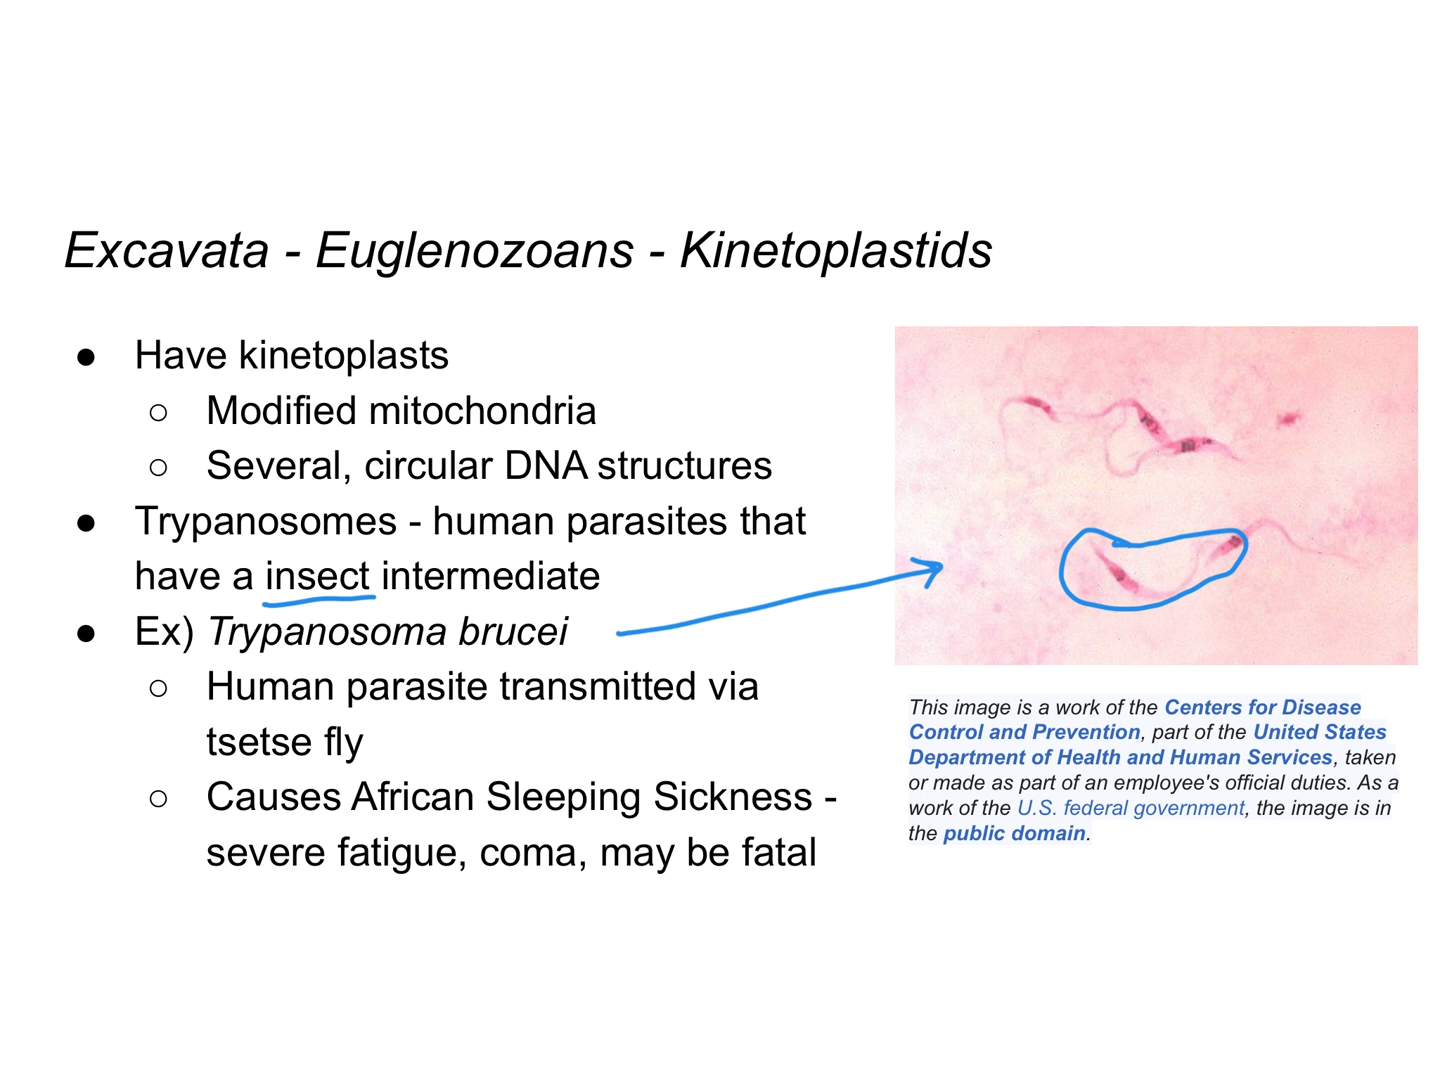 Excavata - Euglenozoans - Kinetoplastids
● Have kinetoplasts
○ Modified mitochondria
○ Several, circular DNA structures
● Trypanosomes - human parasites that
have a insect intermediate
● Ex) Trypanosoma brucei
○ Human parasite transmitted via
tsetse fly
○ Causes African Sleeping Sickness -
severe fatigue, coma, may be fatal
This image is a work of the Centers for Disease
Control and Prevention, part of the United States
Department of Health and Human Services, taken
or made as part of an employee's official duties. As a
work of the U.S. federal government, the image is in
the public domain.